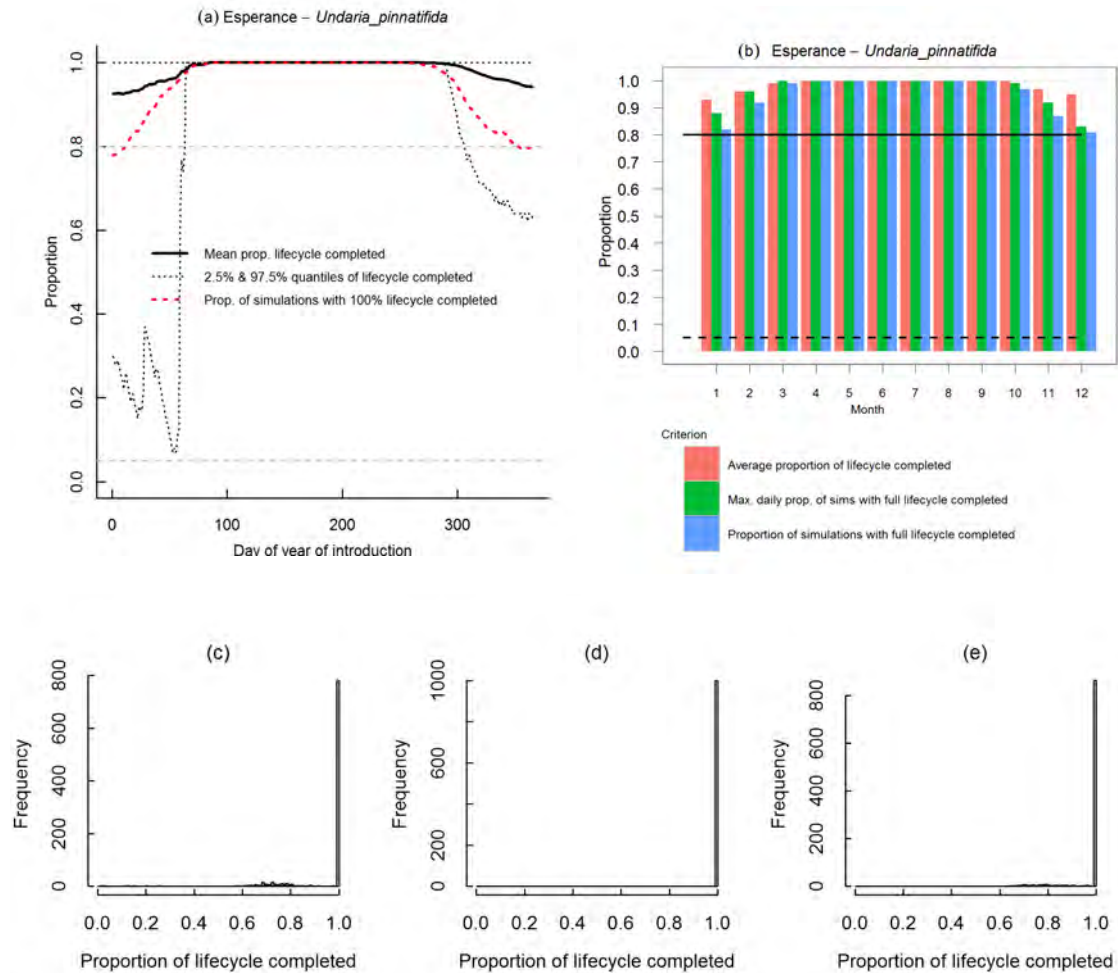 (a) Esperance – Undaria_pinnatifida
Proportion
0.0 0.2 0.4 0.6 0.8 1.0
Mean prop. lifecycle completed
2.5% & 97.5% quantiles of lifecycle completed
Prop. of simulations with 100% lifecycle completed
0 100 200 300
Day of year of introduction
(b) Esperance – Undaria_pinnatifida
Proportion
1.0
0.9
0.8
0.7
0.6
0.5
0.4
0.3
0.2
0.1
0.0
1 2 3 4 5 6 7 8 9 10 11 12
Month
Criterion
Average proportion of lifecycle completed
Max. daily prop. of sims with full lifecycle completed
Proportion of simulations with full lifecycle completed
(c)
Frequency
0 200 400 600 800
0.0 0.2 0.4 0.6 0.8 1.0
Proportion of lifecycle completed
(d)
Frequency
0 200 400 600 1000
0.0 0.2 0.4 0.6 0.8 1.0
Proportion of lifecycle completed
(e)
Frequency
0 200 400 600 800
0.0 0.2 0.4 0.6 0.8 1.0
Proportion of lifecycle completed